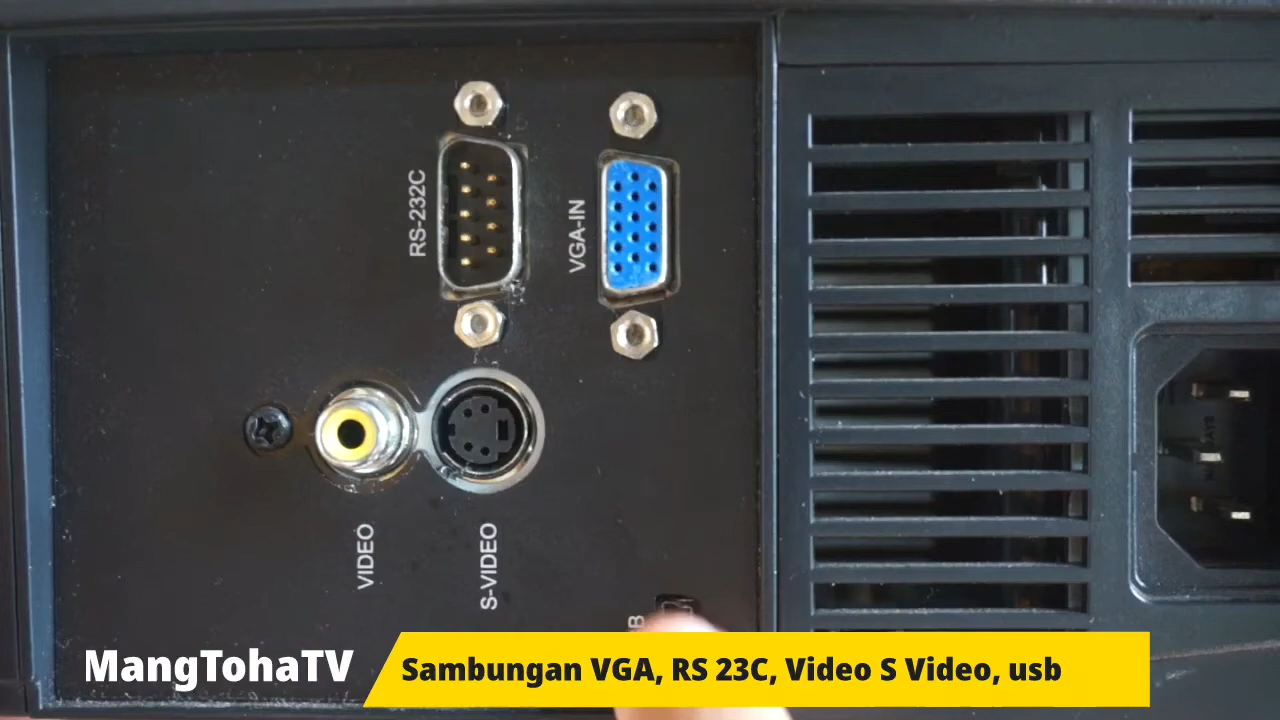 RS-232C
VGA-IN
VIDEO
S-VIDEO
B
MangTohaTV
Sambungan VGA, RS 23C, Video S Video, usb